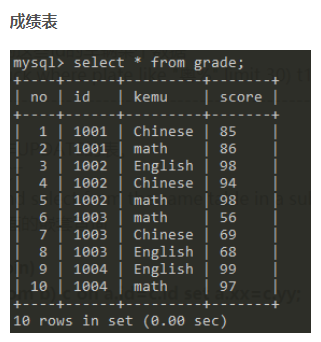 成绩表
mysql> select * from grade;
+----+------+---------+-------+
| no | id | kemu | score |
+----+------+---------+-------+
| 1 | 1001 | Chinese | 85 |
| 2 | 1001 | math | 86 |
| 3 | 1002 | English | 98 |
| 4 | 1002 | Chinese | 94 |
| 5 | 1002 | math | 98 |
| 6 | 1003 | math | 56 |
| 7 | 1003 | Chinese | 69 |
| 8 | 1003 | English | 68 |
| 9 | 1004 | English | 99 |
| 10 | 1004 | math | 97 |
+----+------+---------+-------+
10 rows in set (0.00 sec)